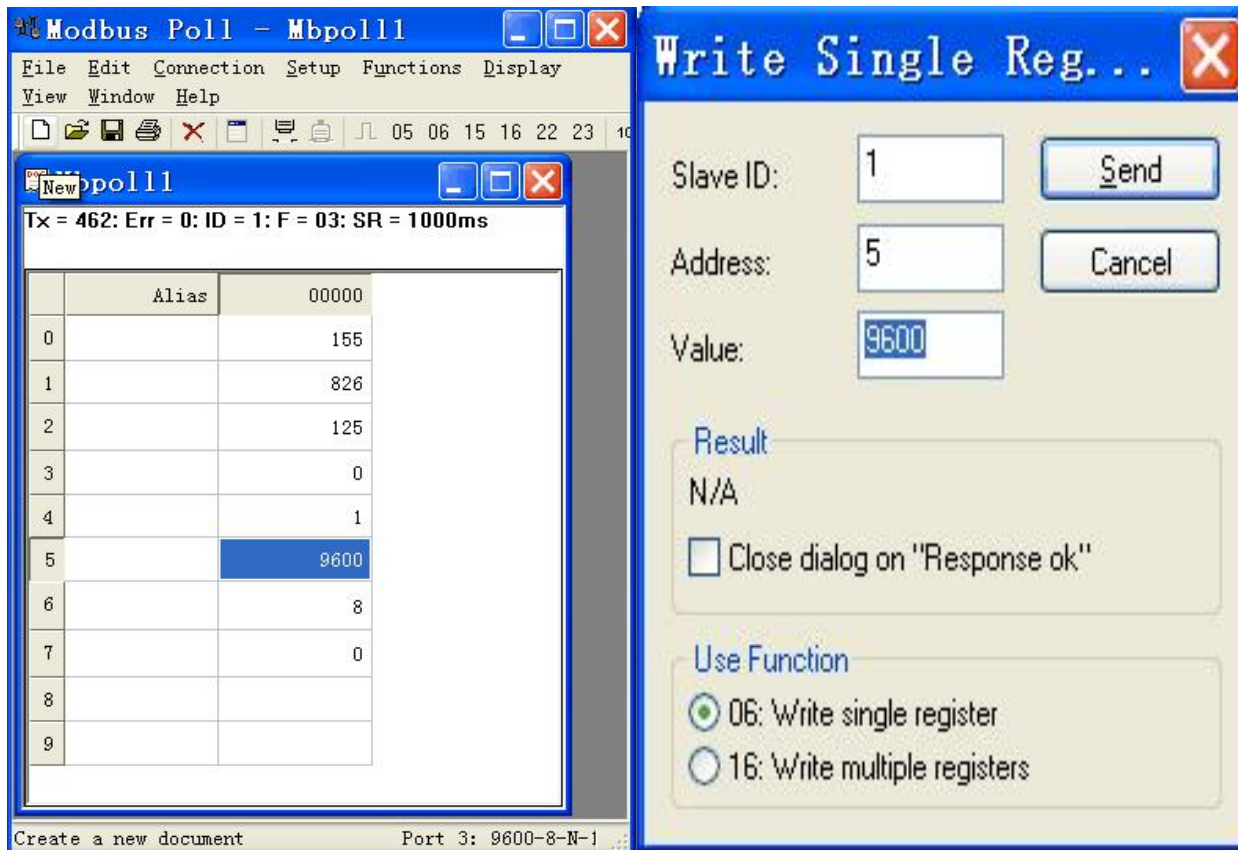 Modbus Poll - Mbpoll1
File Edit Connection Setup Functions Display
View Window Help
05 06 15 16 22 23
New
Tx = 462: Err = 0: ID = 1: F = 03: SR = 1000ms
Alias 00000
0 155
1 826
2 125
3 0
4 1
5 9600
6 8
7 0
8
9
Create a new document Port 3: 9600-8-N-1
Write Single Reg...
Slave ID: 1 Send
Address: 5 Cancel
Value: 9600
Result
N/A
Close dialog on "Response ok"
Use Function
06: Write single register
16: Write multiple registers